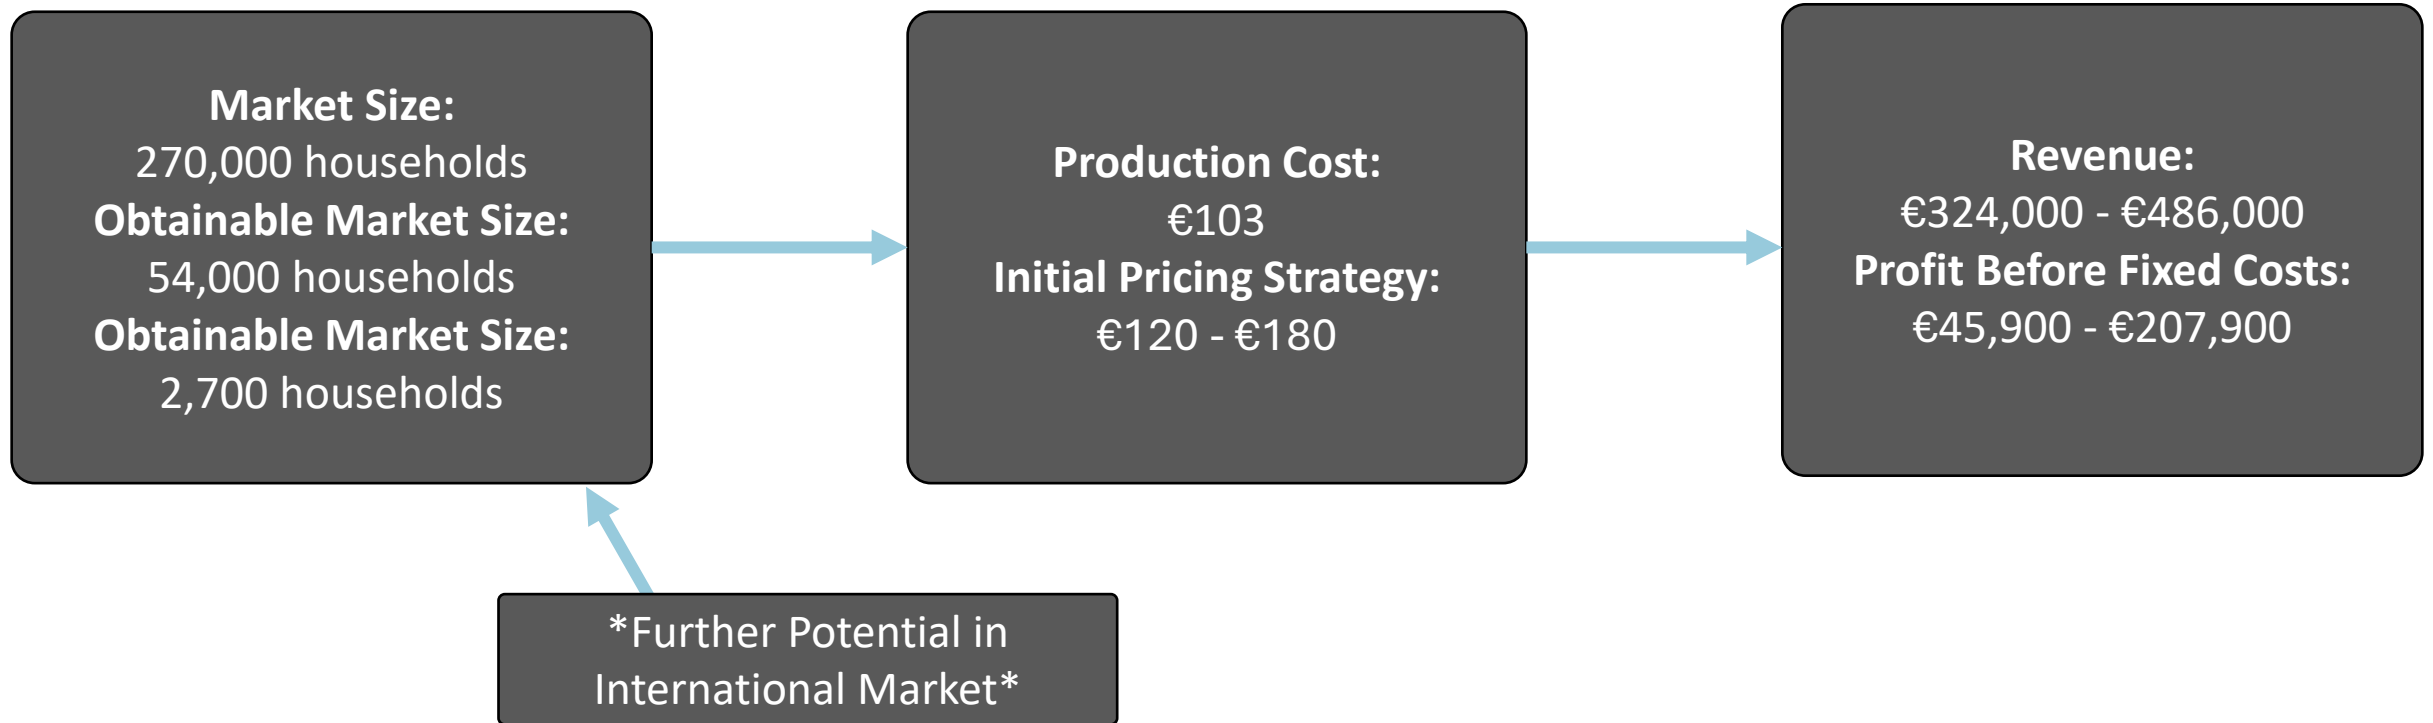 Market Size:
270,000 households
Obtainable Market Size:
54,000 households
Obtainable Market Size:
2,700 households
Production Cost:
€103
Initial Pricing Strategy:
€120 - €180
Revenue:
€324,000 - €486,000
Profit Before Fixed Costs:
€45,900 - €207,900
*Further Potential in
International Market*